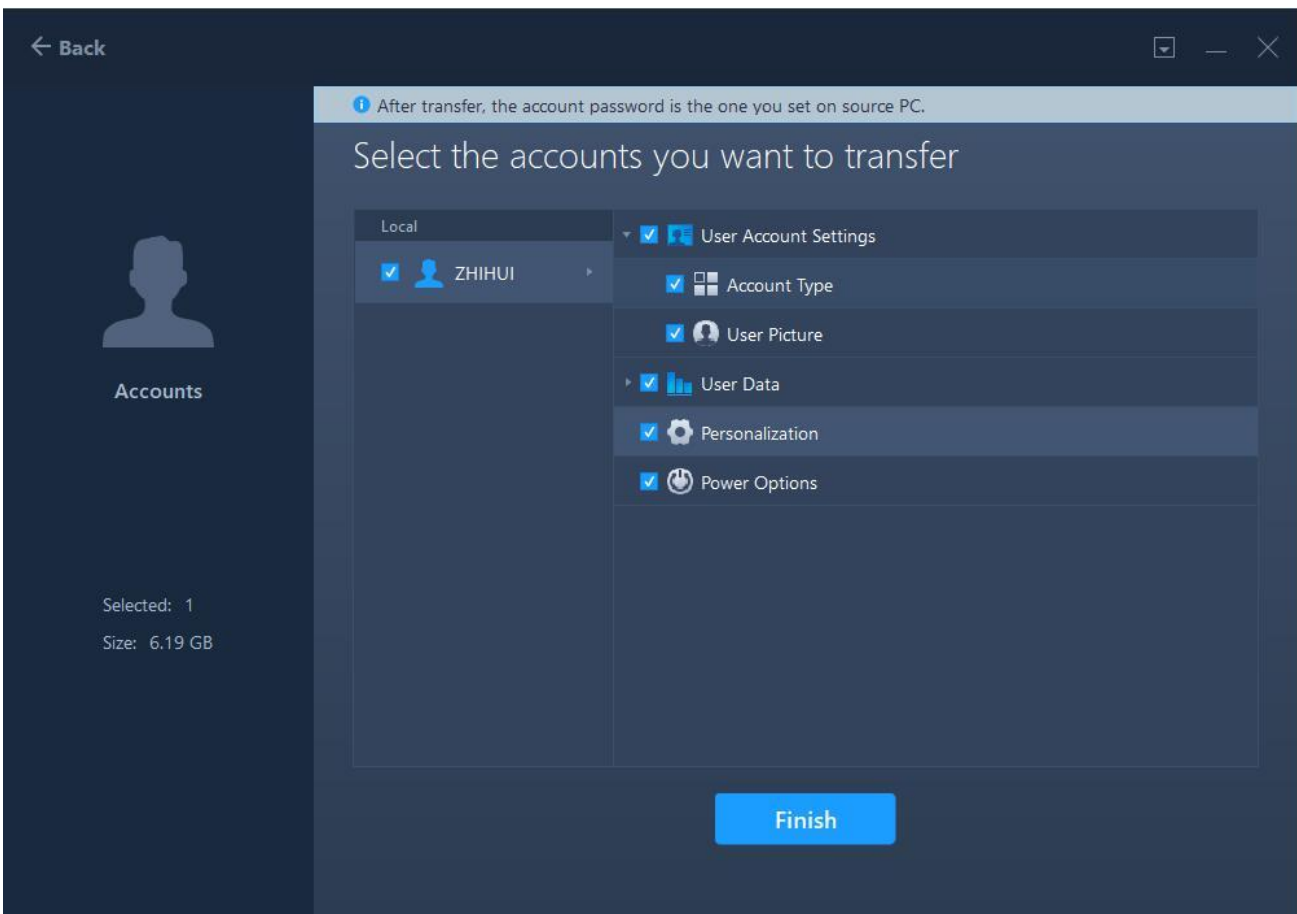 Back
After transfer, the account password is the one you set on source PC.
Select the accounts you want to transfer
Local
ZHIHUI
User Account Settings
Account Type
User Picture
User Data
Personalization
Power Options
Accounts
Selected: 1
Size: 6.19 GB
Finish